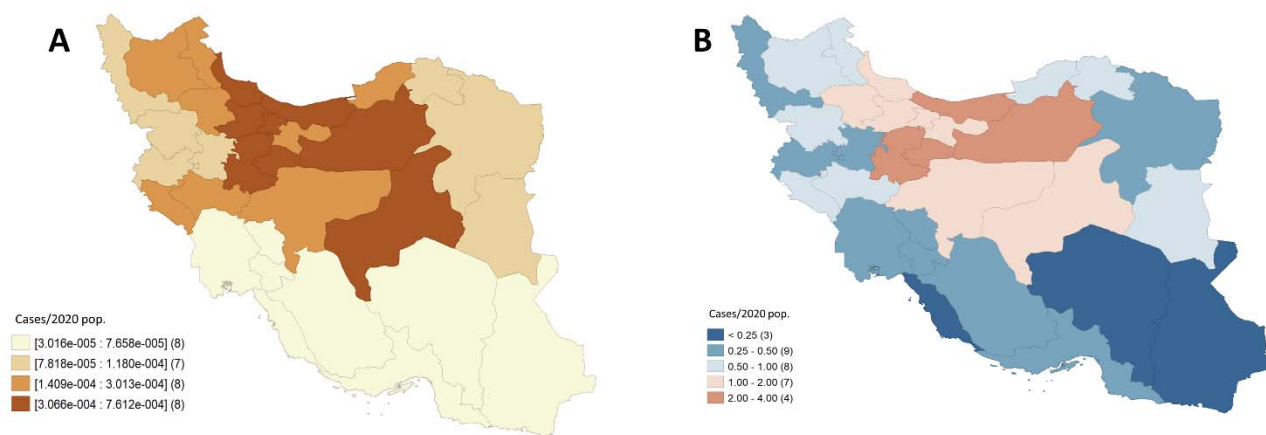 A
Cases/2020 pop.
[3.016e-005 : 7.658e-005] (8)
[7.818e-005 : 1.180e-004] (7)
[1.409e-004 : 3.013e-004] (8)
[3.066e-004 : 7.612e-004] (8)
B
Cases/2020 pop.
< 0.25 (3)
0.25 - 0.50 (9)
0.50 - 1.00 (8)
1.00 - 2.00 (7)
2.00 - 4.00 (4)